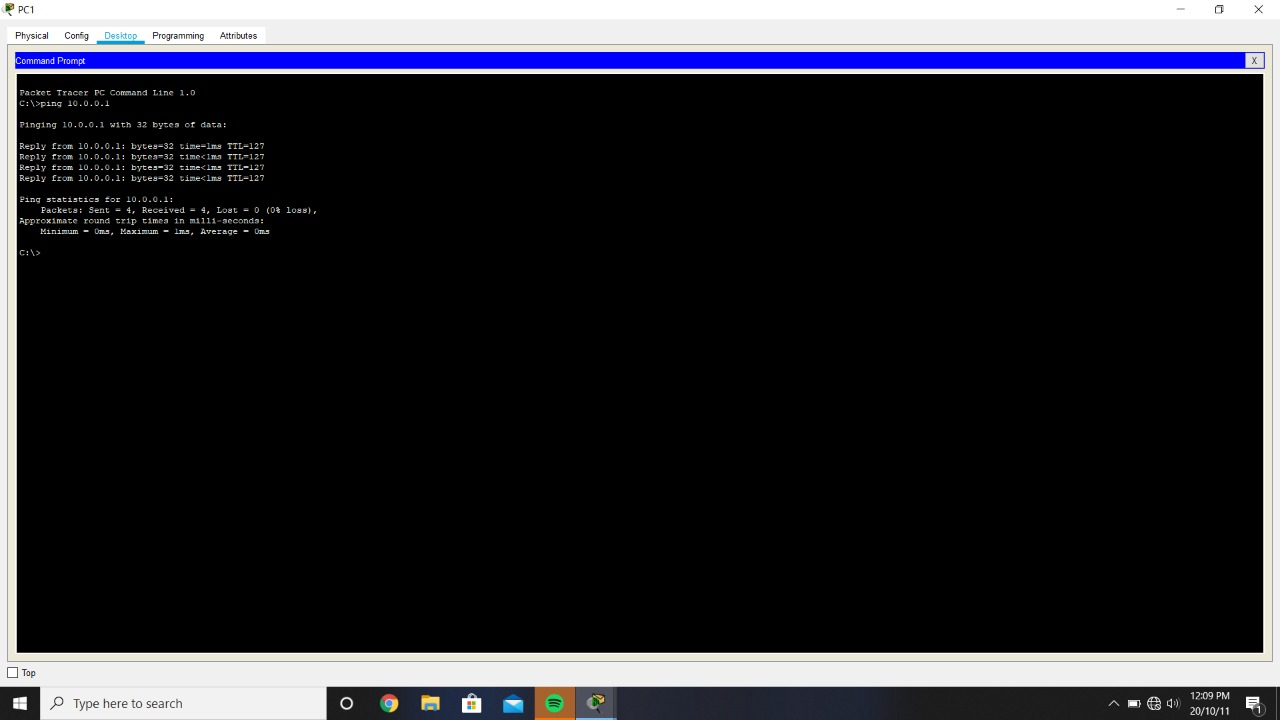 PC1
Physical Config Desktop Programming Attributes
Command Prompt
X
Packet Tracer PC Command Line 1.0
C:\>ping 10.0.0.1
Pinging 10.0.0.1 with 32 bytes of data:
Reply from 10.0.0.1: bytes=32 time=1ms TTL=127
Reply from 10.0.0.1: bytes=32 time<1ms TTL=127
Reply from 10.0.0.1: bytes=32 time<1ms TTL=127
Reply from 10.0.0.1: bytes=32 time<1ms TTL=127
Ping statistics for 10.0.0.1:
Packets: Sent = 4, Received = 4, Lost = 0 (0% loss),
Approximate round trip times in milli-seconds:
Minimum = 0ms, Maximum = 1ms, Average = 0ms
C:\>
Top
Type here to search
12:09 PM
20/10/11
1